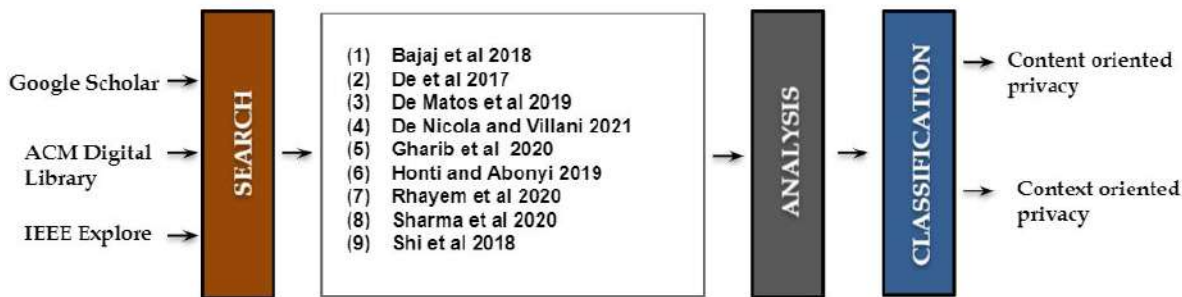 Google Scholar
ACM Digital
Library
IEEE Explore
SEARCH
(1) Bajaj et al 2018
(2) De et al 2017
(3) De Matos et al 2019
(4) De Nicola and Villani 2021
(5) Gharib et al 2020
(6) Honti and Abonyi 2019
(7) Rhayem et al 2020
(8) Sharma et al 2020
(9) Shi et al 2018
ANALYSIS
CLASSIFICATION
Content oriented
privacy
Context oriented
privacy